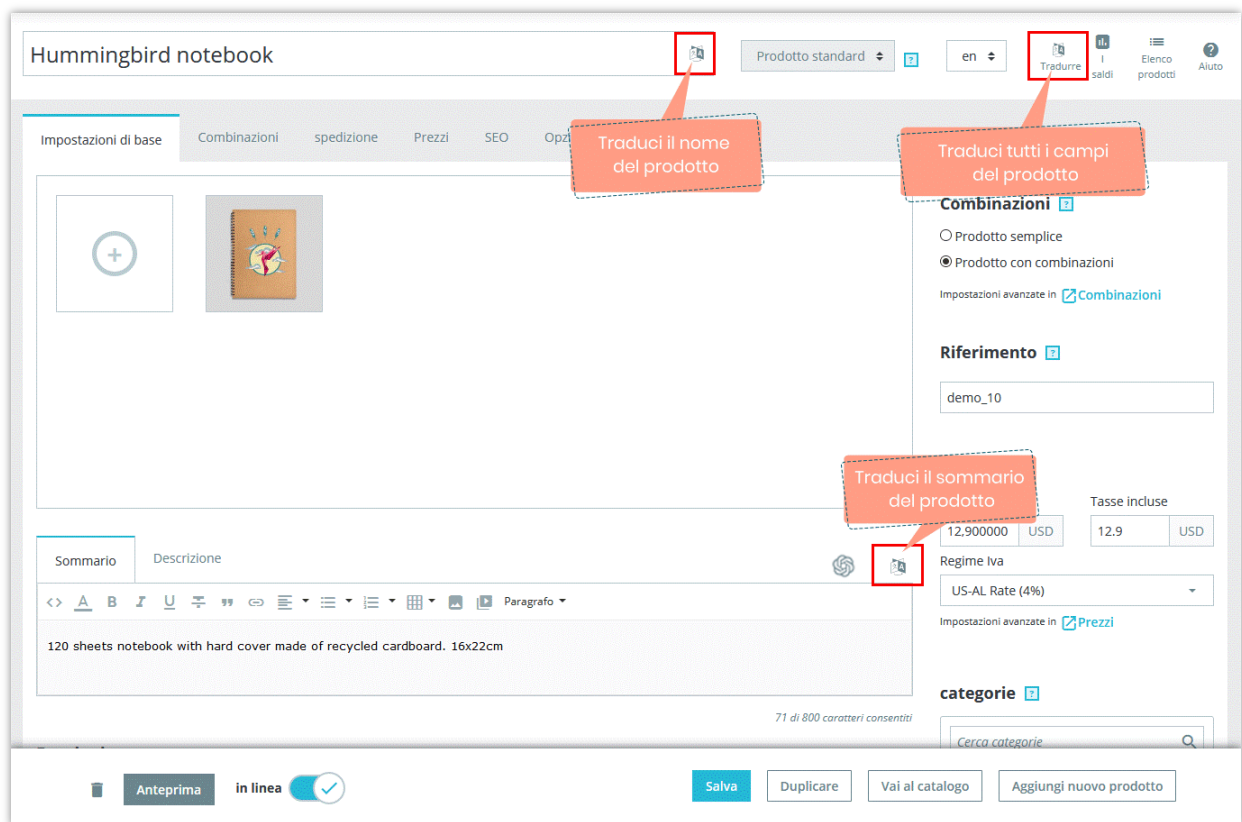 Hummingbird notebook
Prodotto standard
?
en
Tradurre
I
saldi
Elenco
prodotti
?
Aiuto
Impostazioni di base
Combinazioni
spedizione
Prezzi
SEO
Traduci il nome
del prodotto
Traduci tutti i campi
del prodotto
Combinazioni ?
Prodotto semplice
Prodotto con combinazioni
Impostazioni avanzate in Combinazioni
Riferimento ?
demo_10
Traduci il sommario
del prodotto
Tasse incluse
12,900000 USD
12.9 USD
Sommario
Descrizione
Regime Iva
US-AL Rate (4%)
Paragrafo
Impostazioni avanzate in Prezzi
120 sheets notebook with hard cover made of recycled cardboard. 16x22cm
categorie ?
71 di 800 caratteri consentiti
Cerca categorie
Anteprima
in linea
Salva
Duplicare
Vai al catalogo
Aggiungi nuovo prodotto